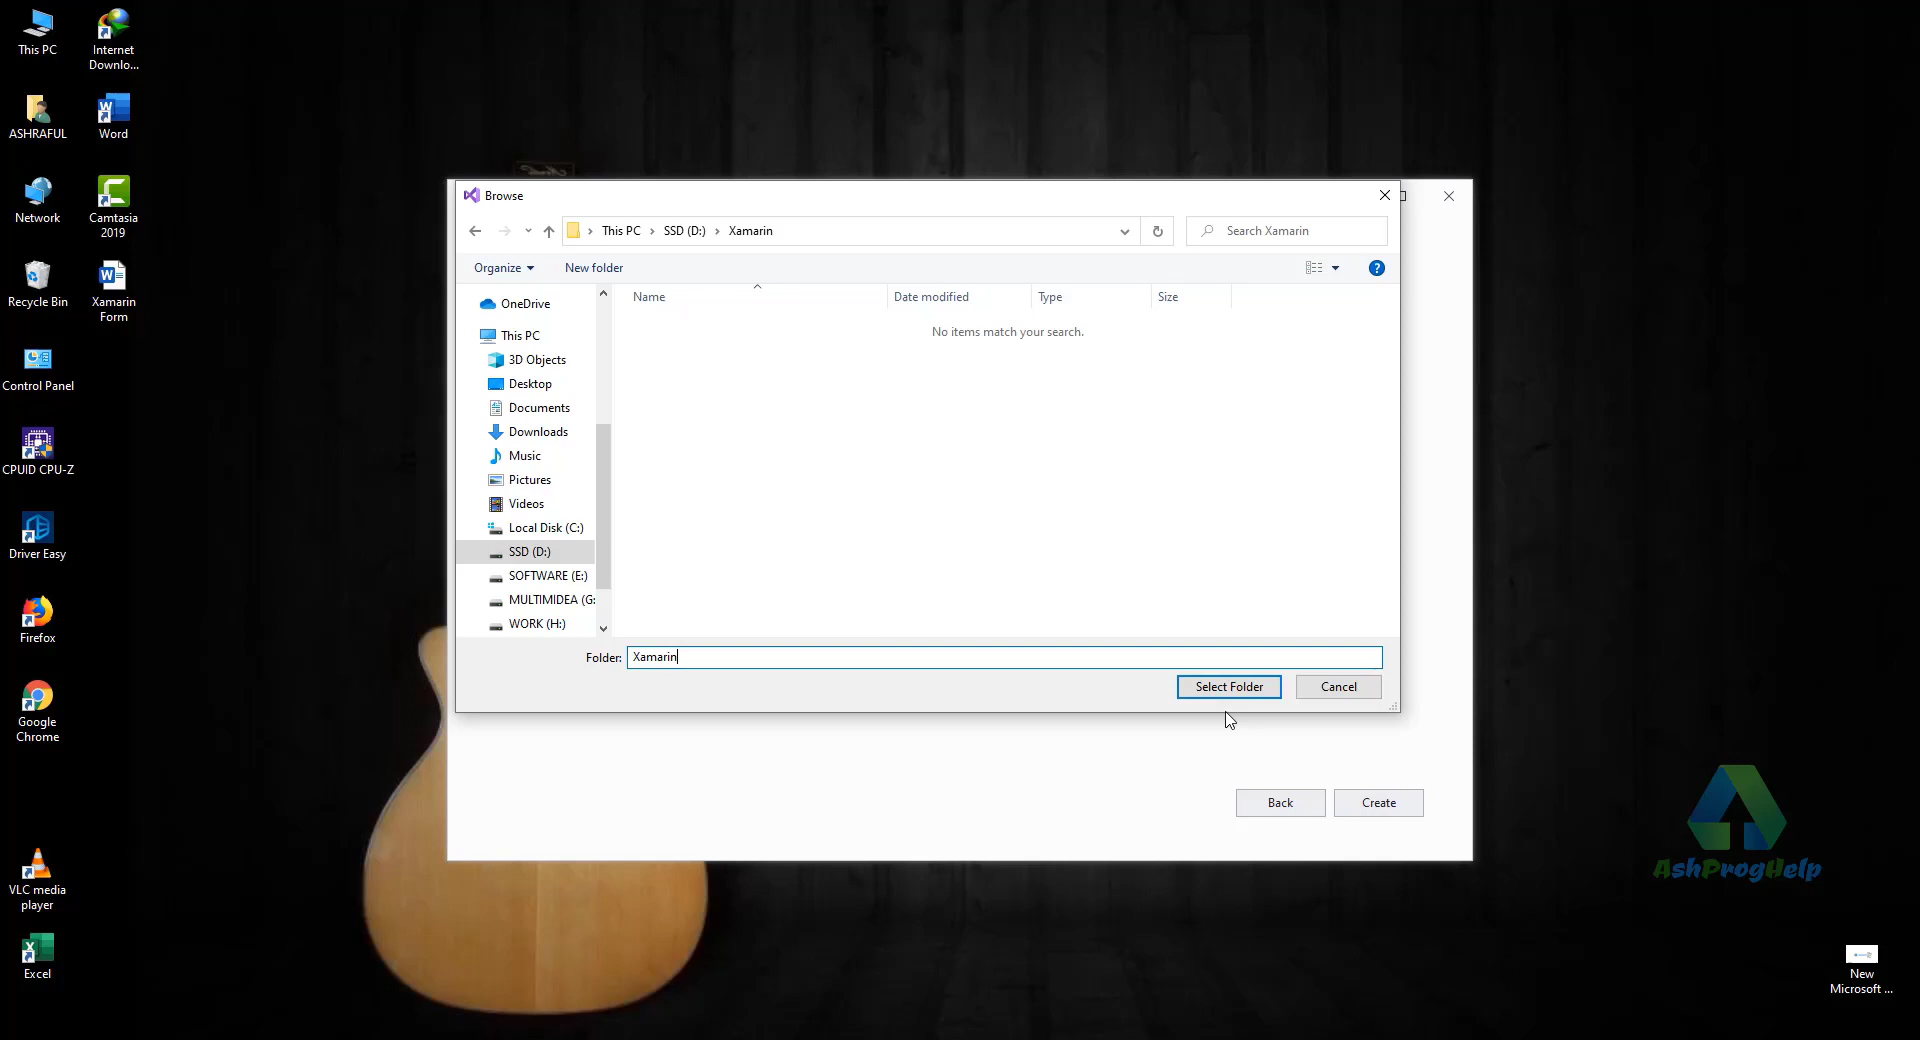 This PC
Internet
Downlo...
ASHRAFUL
Word
Network
Camtasia
2019
Recycle Bin
Xamarin
Form
Control Panel
CPUID CPU-Z
Driver Easy
Firefox
Google
Chrome
VLC media
player
Excel
Browse
This PC > SSD (D:) > Xamarin
Search Xamarin
Organize
New folder
?
Name
Date modified
Type
Size
No items match your search.
OneDrive
This PC
3D Objects
Desktop
Documents
Downloads
Music
Pictures
Videos
Local Disk (C:)
SSD (D:)
SOFTWARE (E:)
MULTIMIDEA (G:
WORK (H:)
Folder: Xamarin
Select Folder
Cancel
Back
Create
AshProgHelp
New
Microsoft ...